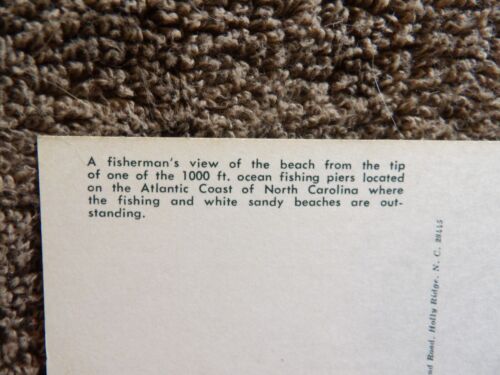 A fisherman's view of the beach from the tip
of one of the 1000 ft. ocean fishing piers located
on the Atlantic Coast of North Carolina where
the fishing and white sandy beaches are out-
standing.
Road, Holly Ridge, N. C. 28445